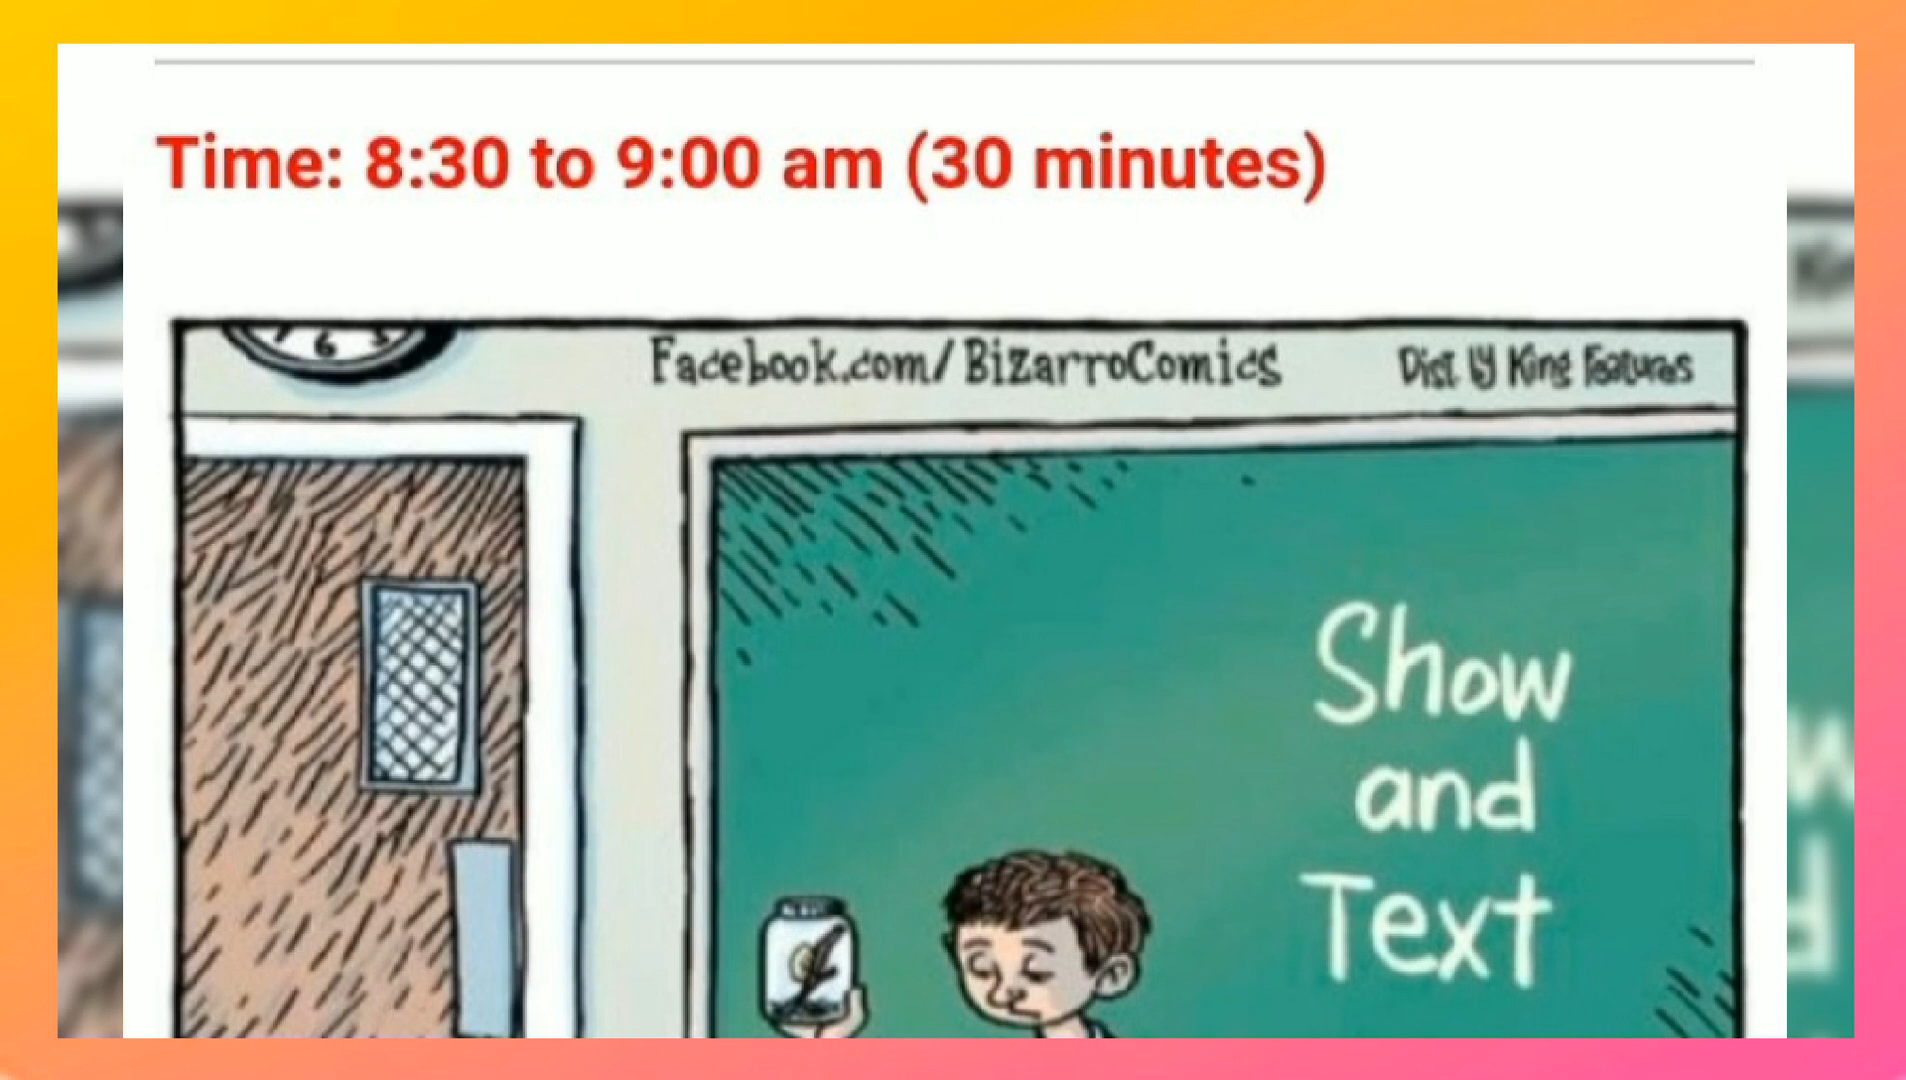 Time: 8:30 to 9:00 am (30 minutes)
6
Facebook.com/BizarroComics
Dist. by King Features
Show
and
Text